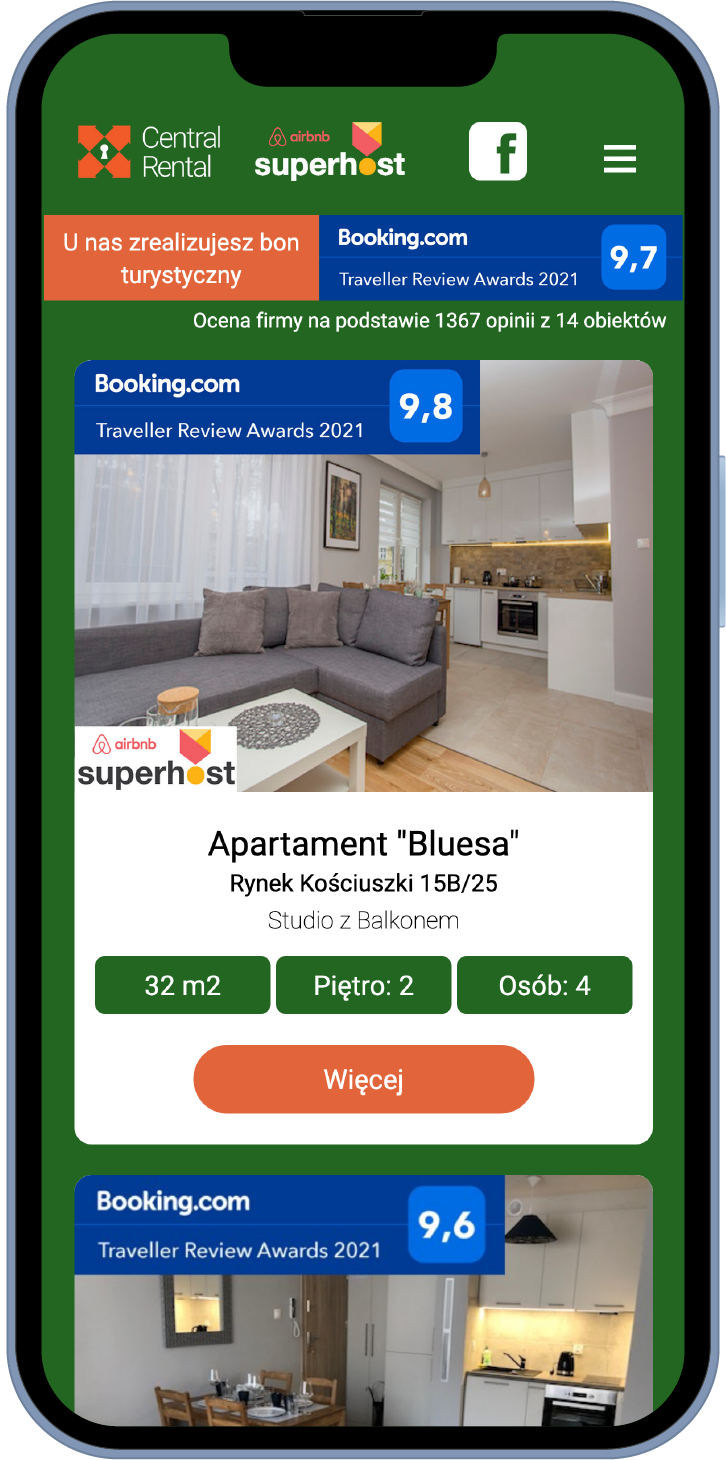 Central
Rental
airbnb
superhost
f
U nas zrealizujesz bon
turystyczny
Booking.com
Traveller Review Awards 2021
9,7
Ocena firmy na podstawie 1367 opinii z 14 obiektów
Booking.com
Traveller Review Awards 2021
9,8
airbnb
superhost
Apartament "Bluesa"
Rynek Kościuszki 15B/25
Studio z Balkonem
32 m2
Piętro: 2
Osób: 4
Więcej
Booking.com
Traveller Review Awards 2021
9,6